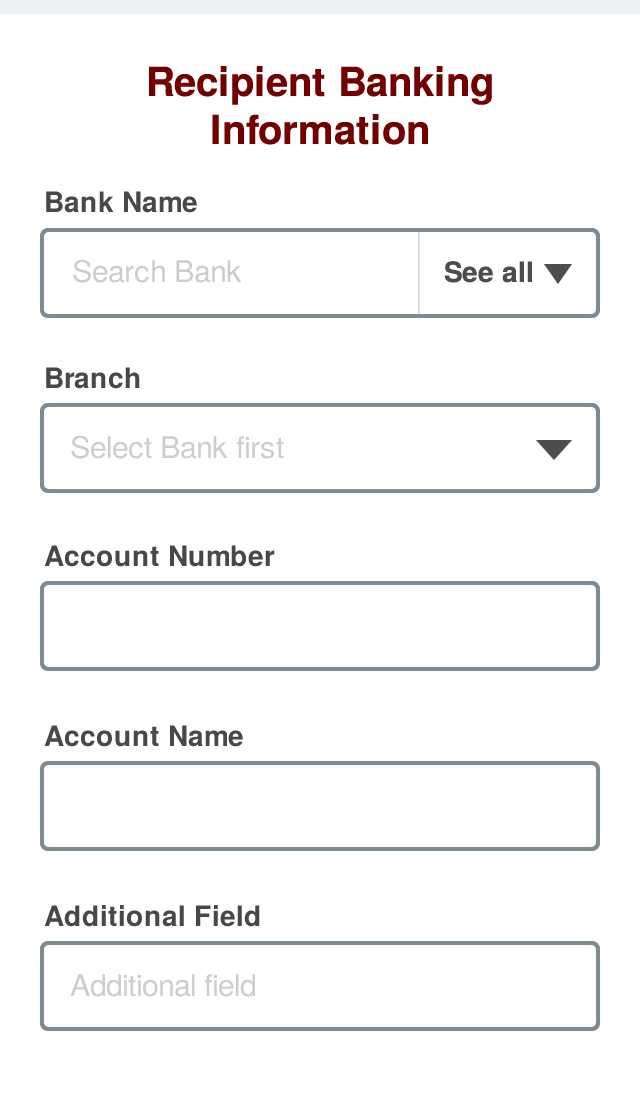 Recipient Banking
Information
Bank Name
Search Bank
See all
Branch
Select Bank first
Account Number
Account Name
Additional Field
Additional field